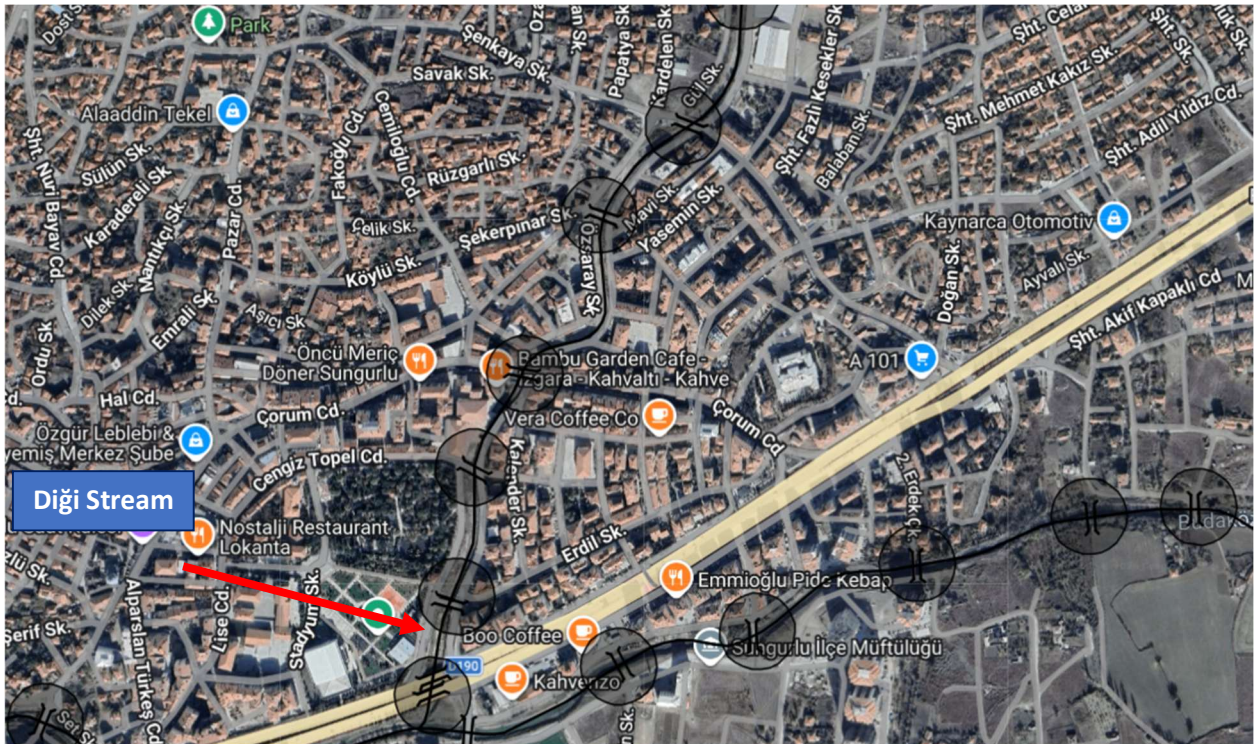 Dost Sk.
Park
Şenkaya Sk.
Savak Sk.
Papatya Sk.
Kardelen Sk.
Gül Sk.
Şht. Fazlı Kesekler Sk.
Balaban Sk.
Şht. Mehmet Kakız Sk.
Şht. Adil Yıldız Cd.
Şht. Sk.
Alaaddin Tekel
Cemiloğlu Cd.
Fakoğlu Cd.
Rüzgarlı Sk.
Sülün Sk.
Karadereli Sk.
Mantıkçı Sk.
Pazar Cd.
Şht. Nuri Bayav Cd.
Çelik Sk.
Şekerpınar Sk.
Mavi Sk.
Yasemin Sk.
Özsaray Sk.
Kaynarca Otomotiv
Doğan Sk.
Ayvalı Sk.
Şht. Akif Kapaklı Cd
Köylü Sk.
Dilek Sk.
Emrali Sk.
Aşıcı Sk
Ordu Sk
Öncü Meriç
Döner Sungurlu
Bambu Garden Cafe -
Izgara - Kahvaltı - Kahve
A 101
Hal Cd.
Çorum Cd.
Vera Coffee Co
Çorum Cd
Özgür Leblebi &
yemiş Merkez Şube
Cengiz Topel Cd.
Kalender Sk.
2. Erdek Çk.
Diği Stream
Nostalji Restaurant
Lokanta
Erdil Sk.
Emmioğlu Pide Kebap
Alparslan Türkeş Cd
Lise Cd.
Stadyum Sk.
Şerif Sk.
Boo Coffee
D190
Sungurlu İlçe Müftülüğü
Kahvenzo
Set Sk